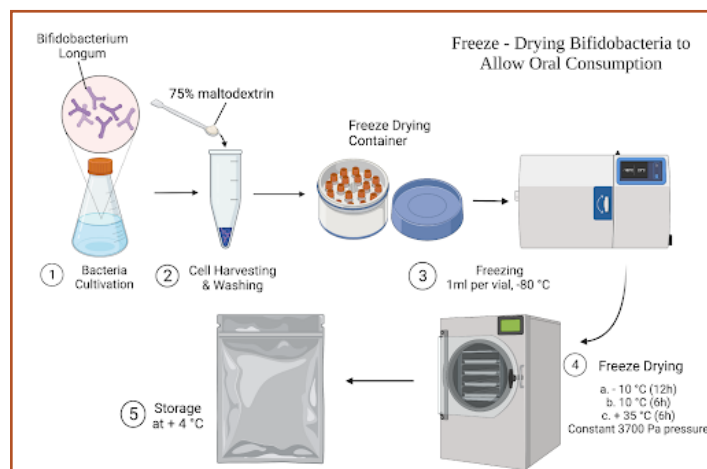 Bifidobacterium
Longum
Freeze - Drying Bifidobacteria to
Allow Oral Consumption
75% maltodextrin
Freeze Drying
Container
1
Bacteria
Cultivation
2
Cell Harvesting
& Washing
3
Freezing
1ml per vial, -80 °C
4
Freeze Drying
a. - 10 °C (12h)
b. 10 °C (6h)
c. + 35 °C (6h)
Constant 3700 Pa pressure
5
Storage
at + 4 °C